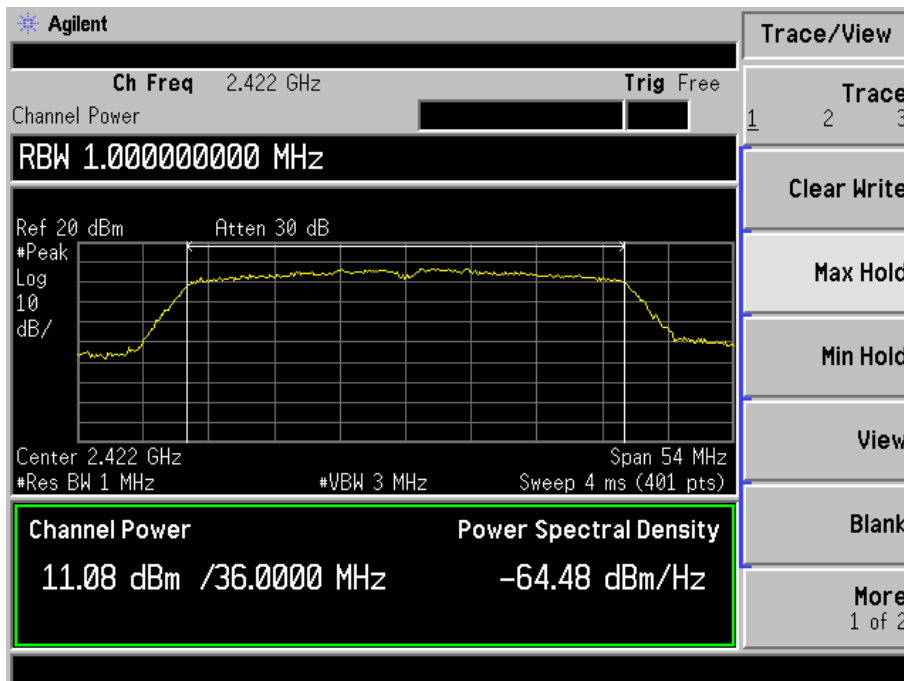 Agilent
Trace/View
Ch Freq 2.422 GHz Trig Free
Channel Power
Trace
1 2 3
RBW 1.000000000 MHz
Clear Write
Ref 20 dBm Atten 30 dB
#Peak
Log
10
dB/
Max Hold
Min Hold
Center 2.422 GHz Span 54 MHz
#Res BW 1 MHz #VBW 3 MHz Sweep 4 ms (401 pts)
View
Channel Power Power Spectral Density
11.08 dBm /36.0000 MHz -64.48 dBm/Hz
Blank
More
1 of 2